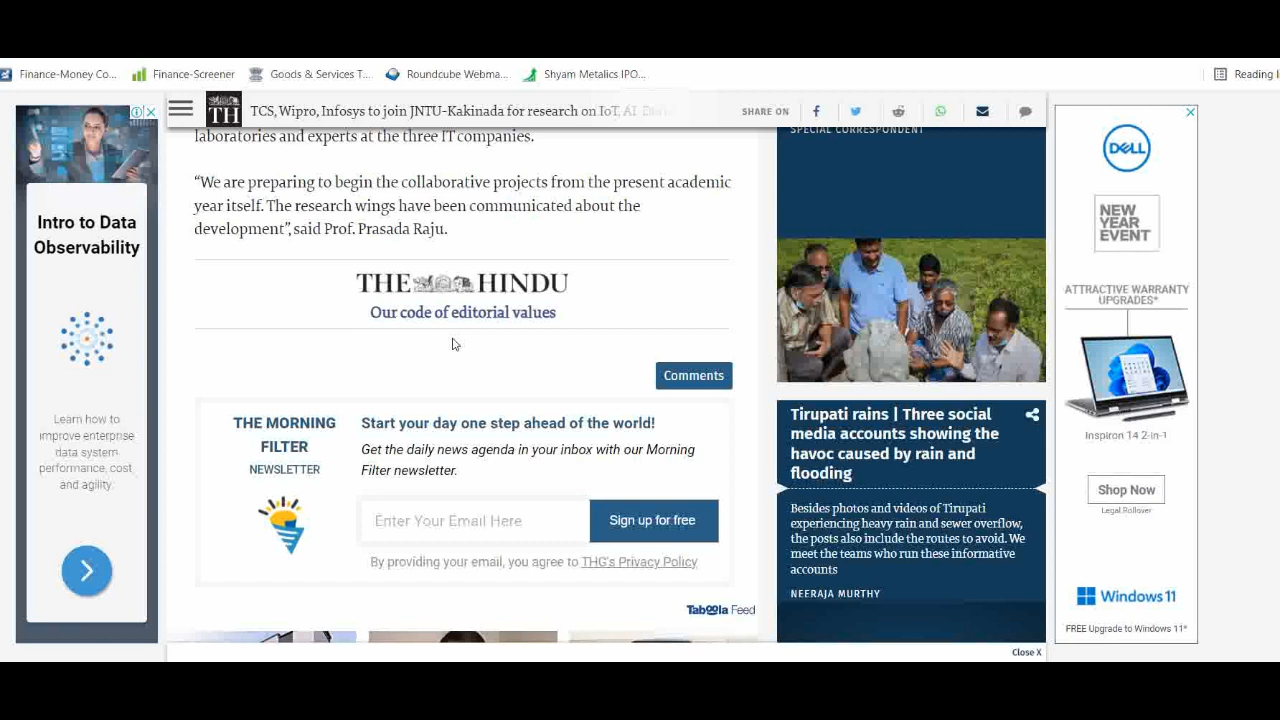 Finance-Money Co...
Finance-Screener
Goods & Services T...
Roundcube Webma...
Shyam Metalics IPO...
Reading
TH
TCS, Wipro, Infosys to join JNTU-Kakinada for research on IoT, AI
SHARE ON
laboratories and experts at the three IT companies.
“We are preparing to begin the collaborative projects from the present academic
year itself. The research wings have been communicated about the
development”, said Prof. Prasada Raju.
THE HINDU
Our code of editorial values
Comments
THE MORNING
FILTER
NEWSLETTER
Start your day one step ahead of the world!
Get the daily news agenda in your inbox with our Morning
Filter newsletter.
Enter Your Email Here
Sign up for free
By providing your email, you agree to THG's Privacy Policy
Taboola Feed
Intro to Data
Observability
Learn how to
improve enterprise
data system
performance, cost
and agility.
SPECIAL CORRESPONDENT
Tirupati rains | Three social
media accounts showing the
havoc caused by rain and
flooding
Besides photos and videos of Tirupati
experiencing heavy rain and sewer overflow,
the posts also include the routes to avoid. We
meet the teams who run these informative
accounts
NEERAJA MURTHY
Close X
DELL
NEW
YEAR
EVENT
ATTRACTIVE WARRANTY
UPGRADES*
Inspiron 14 2-in-1
Shop Now
Legal Rollover
Windows 11
FREE Upgrade to Windows 11*